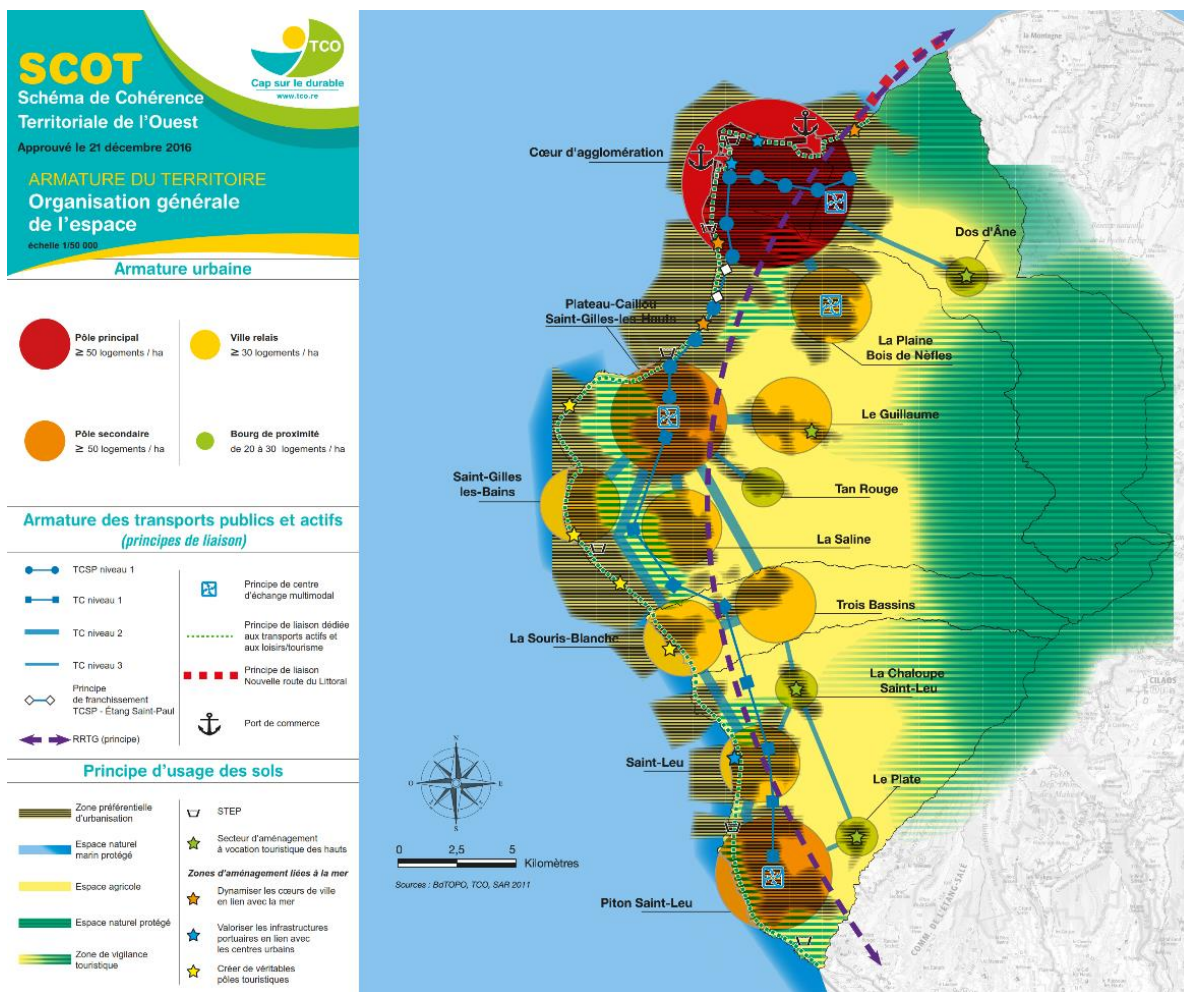 SCOT
Schéma de Cohérence
Territoriale de l'Ouest
Approuvé le 21 décembre 2016
TCO
Cap sur le durable
www.tco.re
ARMATURE DU TERRITOIRE
Organisation générale
de l'espace
échelle 1/50 000
Armature urbaine
Pôle principal
≥ 50 logements / ha
Ville relais
≥ 30 logements / ha
Pôle secondaire
≥ 50 logements / ha
Bourg de proximité
de 20 à 30 logements / ha
Armature des transports publics et actifs
(principes de liaison)
TCSP niveau 1
TC niveau 1
TC niveau 2
TC niveau 3
Principe
de franchissement
TCSP - Étang Saint-Paul
RRTG (principe)
Principe de centre
d'échange multimodal
Principe de liaison dédiée
aux transports actifs et
aux loisirs/tourisme
Principe de liaison
Nouvelle route du Littoral
Port de commerce
Principe d'usage des sols
Zone préférentielle
d'urbanisation
Espace naturel
marin protégé
Espace agricole
Espace naturel protégé
Zone de vigilance
touristique
STEP
Secteur d'aménagement
à vocation touristique des hauts
Zones d'aménagement liées à la mer
Dynamiser les cœurs de ville
en lien avec la mer
Valoriser les infrastructures
portuaires en lien avec
les centres urbains
Créer de véritables
pôles touristiques
la Montagne
Cœur d'agglomération
Dos d'Âne
Plateau-Caillou
Saint-Gilles-les-Hauts
La Plaine
Bois de Nèfles
Le Guillaume
Saint-Gilles
les-Bains
Tan Rouge
La Saline
Trois Bassins
La Souris-Blanche
La Chaloupe
Saint-Leu
CILAOS
Saint-Leu
Le Plate
Piton Saint-Leu
COMM. DE L'ÉTANG-SALÉ
N
O
E
S
0
2,5
5
Kilomètres
Sources : BdTOPO, TCO, SAR 2011